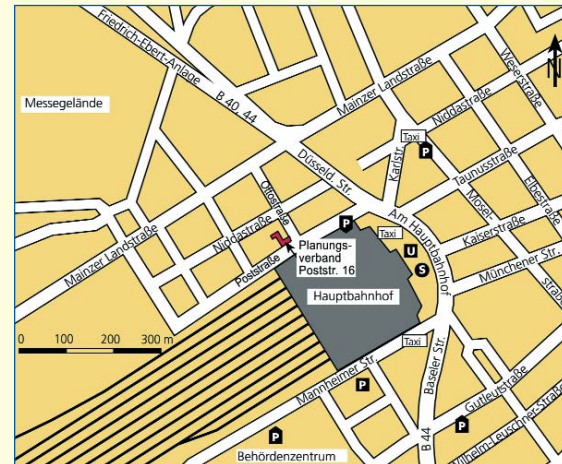 Friedrich-Ebert-Anlage
Messegelände
B 40 44
Mainzer Landstraße
Weserstraße
N
Niddastraße
Taxi
P
Düsseld. Str.
Karlstr.
Taunusstraße
Ottostraße
Niddastraße
Mainzer Landstraße
P
Am Hauptbahnhof
Taxi
Mosel-
Elbestraße
Kaiserstraße
Planungs-
verband
Poststr. 16
U
Münchener Str.
Poststraße
S
straße
Hauptbahnhof
0 100 200 300 m
Taxi
Mannheimer Str.
Baseler Str.
P
Gutleutstraße
P
P
B 44
Wilhelm-Leuschner-Straße
Behördenzentrum